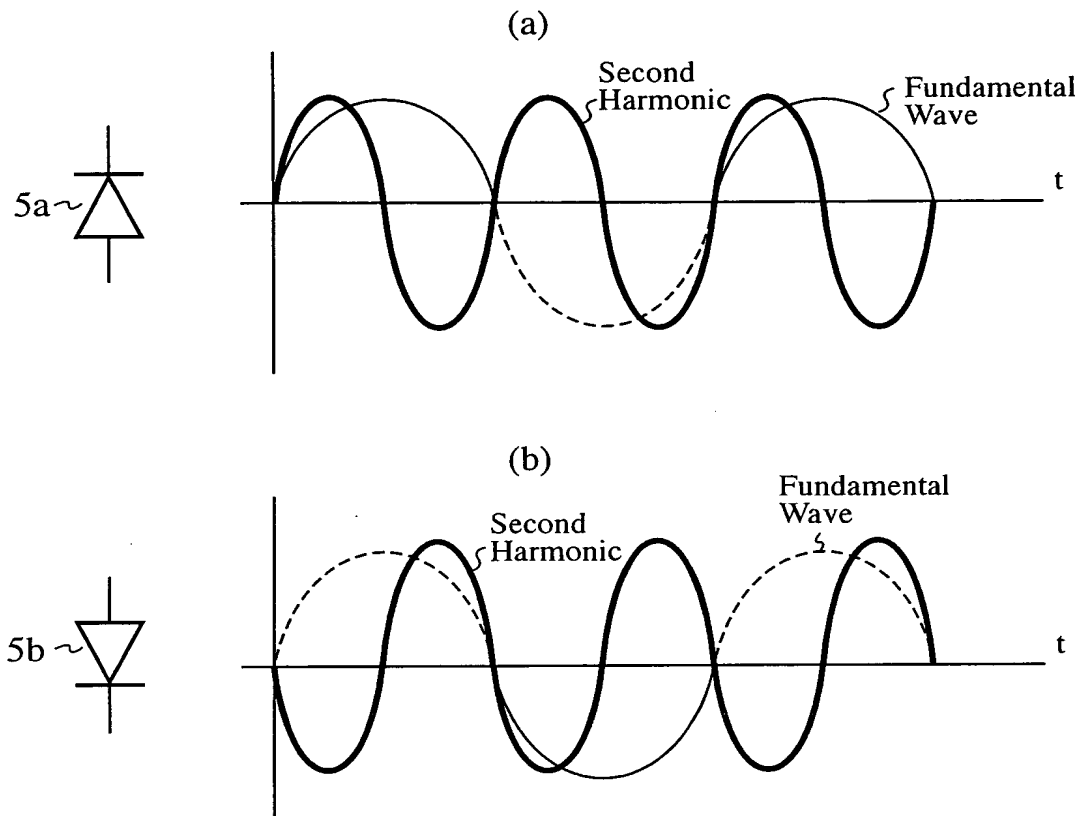 (a)
Second
Harmonic
Fundamental
Wave
t
5a
(b)
Fundamental
Wave
Second
Harmonic
t
5b